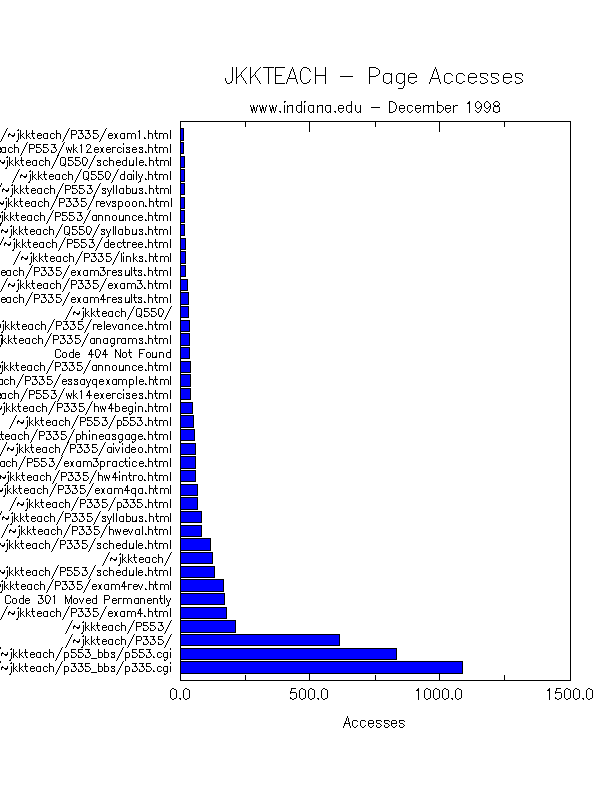 JKKTEACH – Page Accesses
www.indiana.edu – December 1998
/~jkkteach/P335/exam1.html
ach/P553/wk12exercises.html
~jkkteach/Q550/schedule.html
/~jkkteach/Q550/daily.html
/~jkkteach/P553/syllabus.html
~jkkteach/P335/revspoon.html
jkkteach/P553/announce.html
~jkkteach/Q550/syllabus.html
/~jkkteach/P553/dectree.html
/~jkkteach/P335/links.html
each/P335/exam3results.html
/~jkkteach/P335/exam3.html
each/P335/exam4results.html
/~jkkteach/Q550/
jkkteach/P335/relevance.html
jkkteach/P335/anagrams.html
Code 404 Not Found
jkkteach/P335/announce.html
ach/P335/essayqexample.html
ach/P553/wk14exercises.html
~jkkteach/P335/hw4begin.html
/~jkkteach/P553/p553.html
teach/P335/phineasgage.html
/~jkkteach/P335/aivideo.html
ach/P553/exam3practice.html
~jkkteach/P335/hw4intro.html
~jkkteach/P335/exam4qa.html
/~jkkteach/P335/p335.html
/~jkkteach/P335/syllabus.html
/~jkkteach/P335/hweval.html
~jkkteach/P335/schedule.html
/~jkkteach/
~jkkteach/P553/schedule.html
jkkteach/P335/exam4rev.html
Code 301 Moved Permanently
/~jkkteach/P335/exam4.html
/~jkkteach/P553/
/~jkkteach/P335/
~jkkteach/p553_bbs/p553.cgi
~jkkteach/p335_bbs/p335.cgi
0.0 500.0 1000.0 1500.0
Accesses